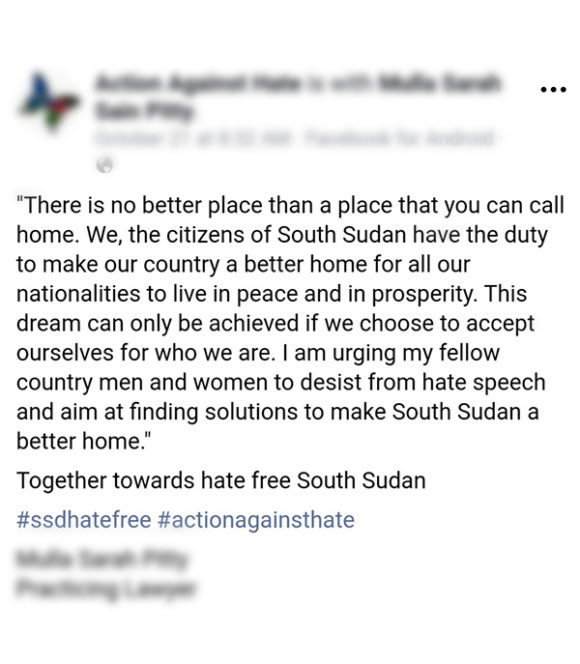 "There is no better place than a place that you can call
home. We, the citizens of South Sudan have the duty
to make our country a better home for all our
nationalities to live in peace and in prosperity. This
dream can only be achieved if we choose to accept
ourselves for who we are. I am urging my fellow
country men and women to desist from hate speech
and aim at finding solutions to make South Sudan a
better home."
Together towards hate free South Sudan
#ssdhatefree #actionagainsthate